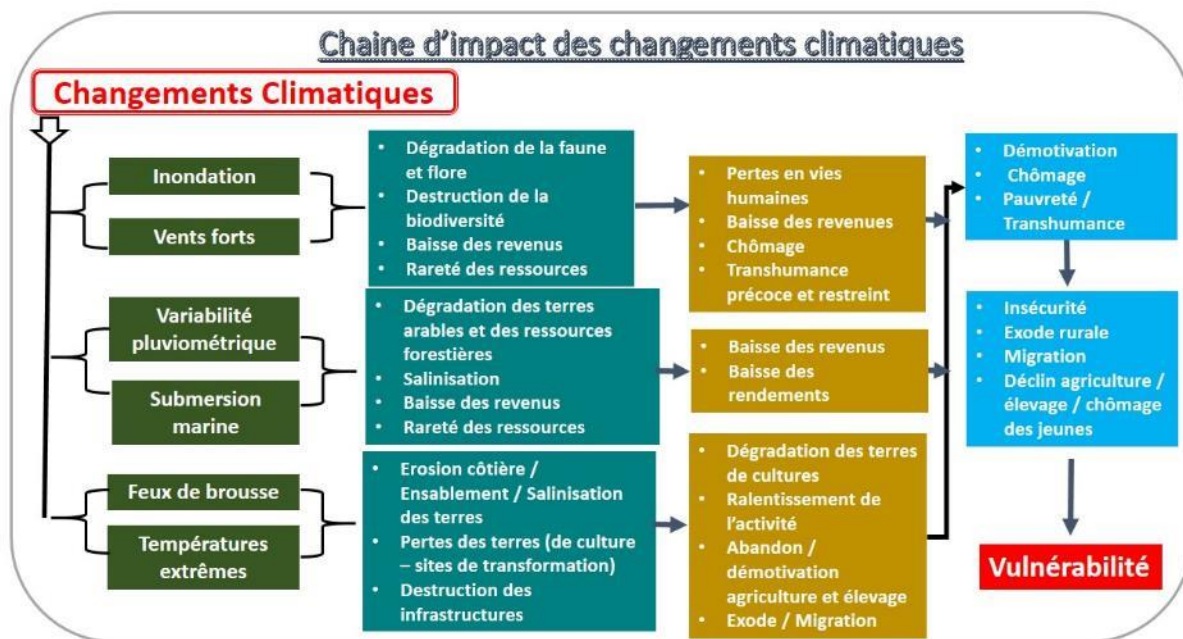 Chaine d'impact des changements climatiques
Changements Climatiques
Inondation
Vents forts
Variabilité
pluviométrique
Submersion
marine
Feux de brousse
Températures
extrêmes
• Dégradation de la faune
et flore
• Destruction de la
biodiversité
• Baisse des revenus
• Rareté des ressources
• Dégradation des terres
arables et des ressources
forestières
• Salinisation
• Baisse des revenus
• Rareté des ressources
• Erosion côtière /
Ensablement / Salinisation
des terres
• Pertes des terres (de culture
– sites de transformation)
• Destruction des
infrastructures
• Pertes en vies
humaines
• Baisse des revenues
• Chômage
• Transhumance
précoce et restreint
• Baisse des revenus
• Baisse des
rendements
• Dégradation des terres
de cultures
• Ralentissement de
l'activité
• Abandon /
démotivation
agriculture et élevage
• Exode / Migration
• Démotivation
• Chômage
• Pauvreté /
Transhumance
• Insécurité
• Exode rurale
• Migration
• Déclin agriculture /
élevage / chômage
des jeunes
Vulnérabilité